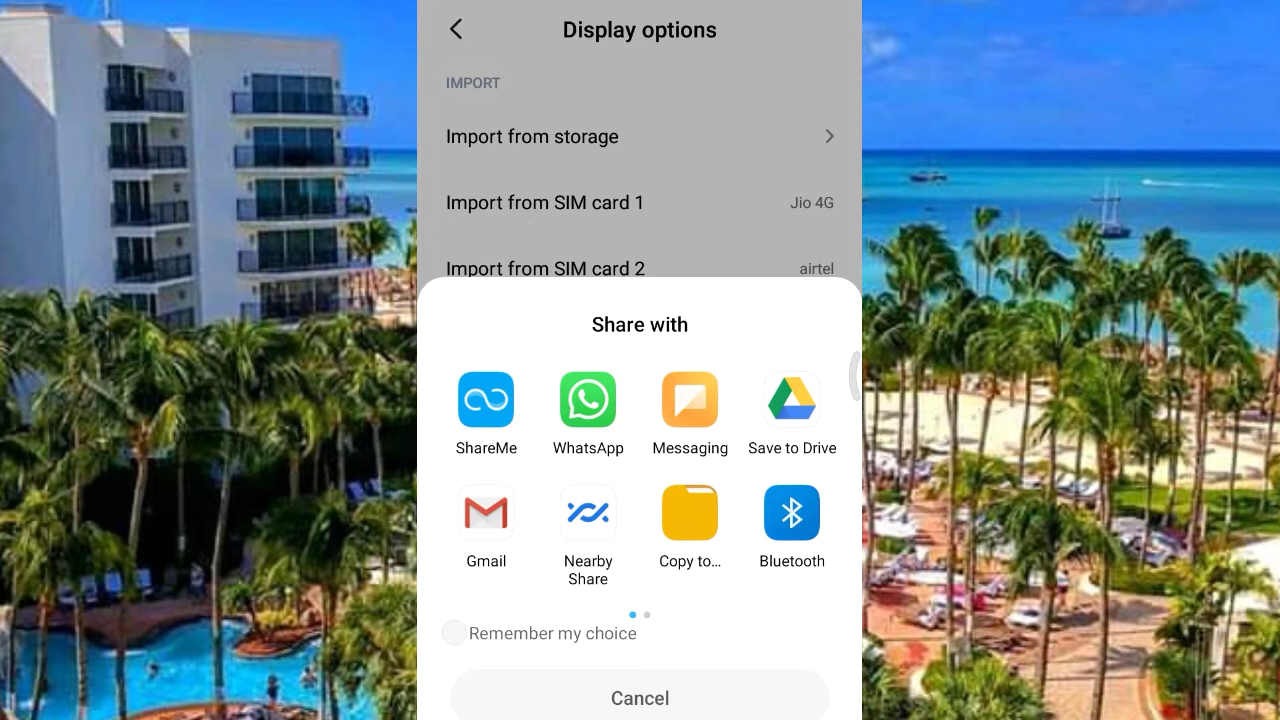 Display options
IMPORT
Import from storage
Import from SIM card 1 Jio 4G
Import from SIM card 2 airtel
Share with
ShareMe WhatsApp Messaging Save to Drive
Gmail Nearby Share Copy to... Bluetooth
Remember my choice
Cancel